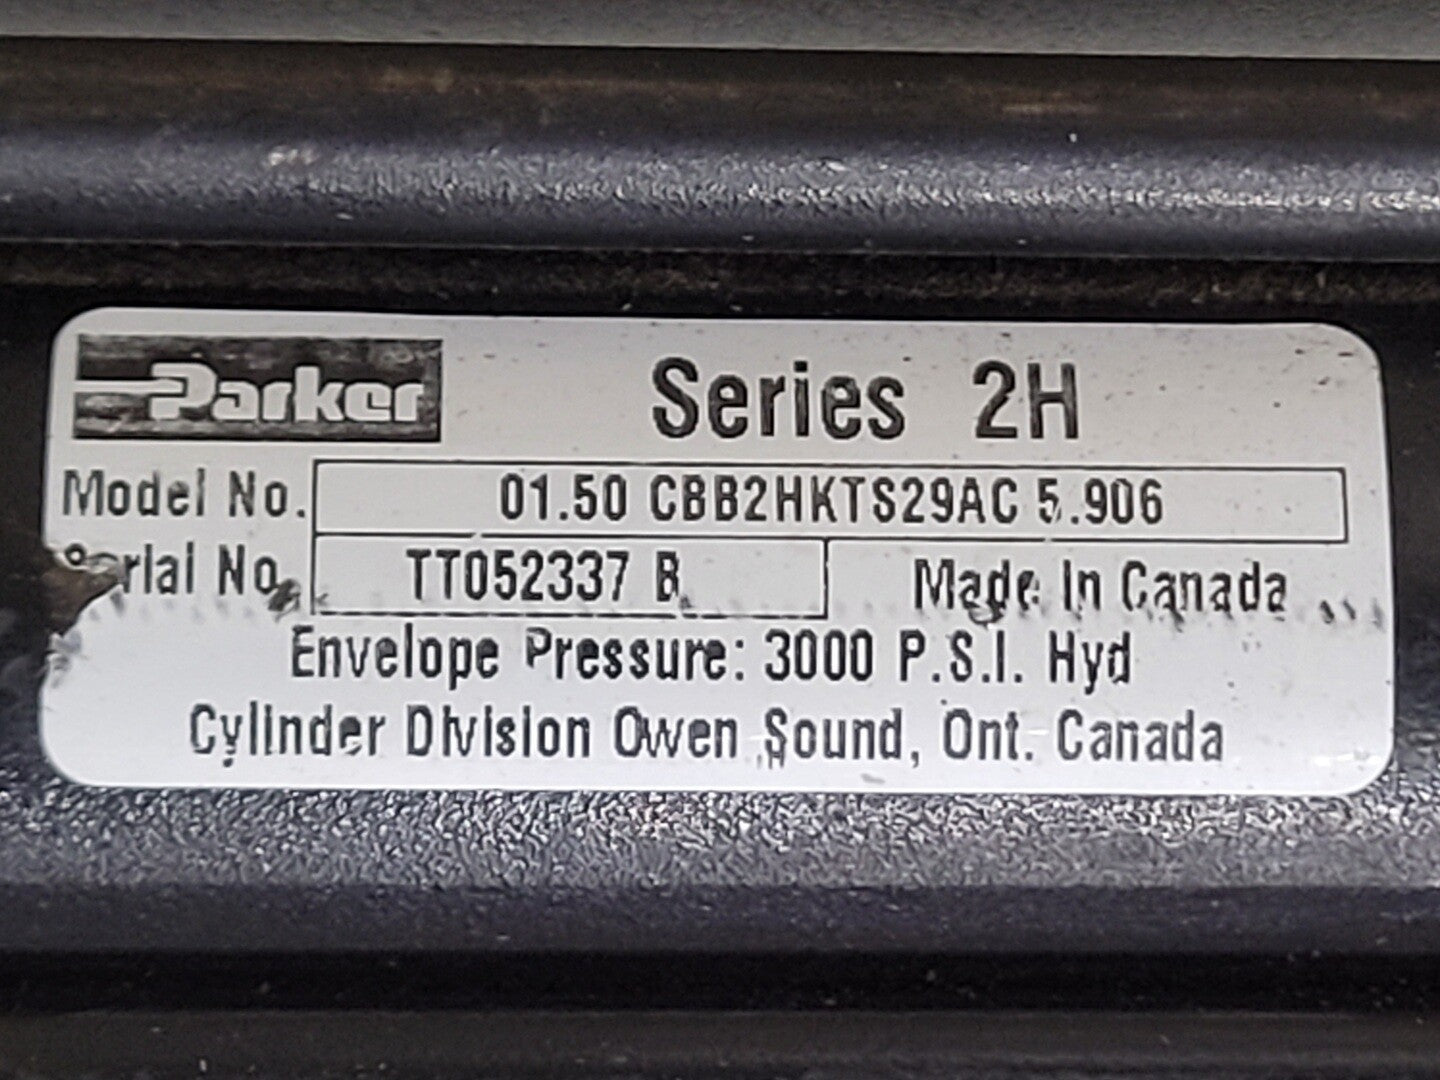 Parker Series 2H
Model No. 01.50 CBB2HKTS29AC 5.906
Serial No. TT052337 B Made In Canada
Envelope Pressure: 3000 P.S.I. Hyd
Cylinder Division Owen Sound, Ont. Canada